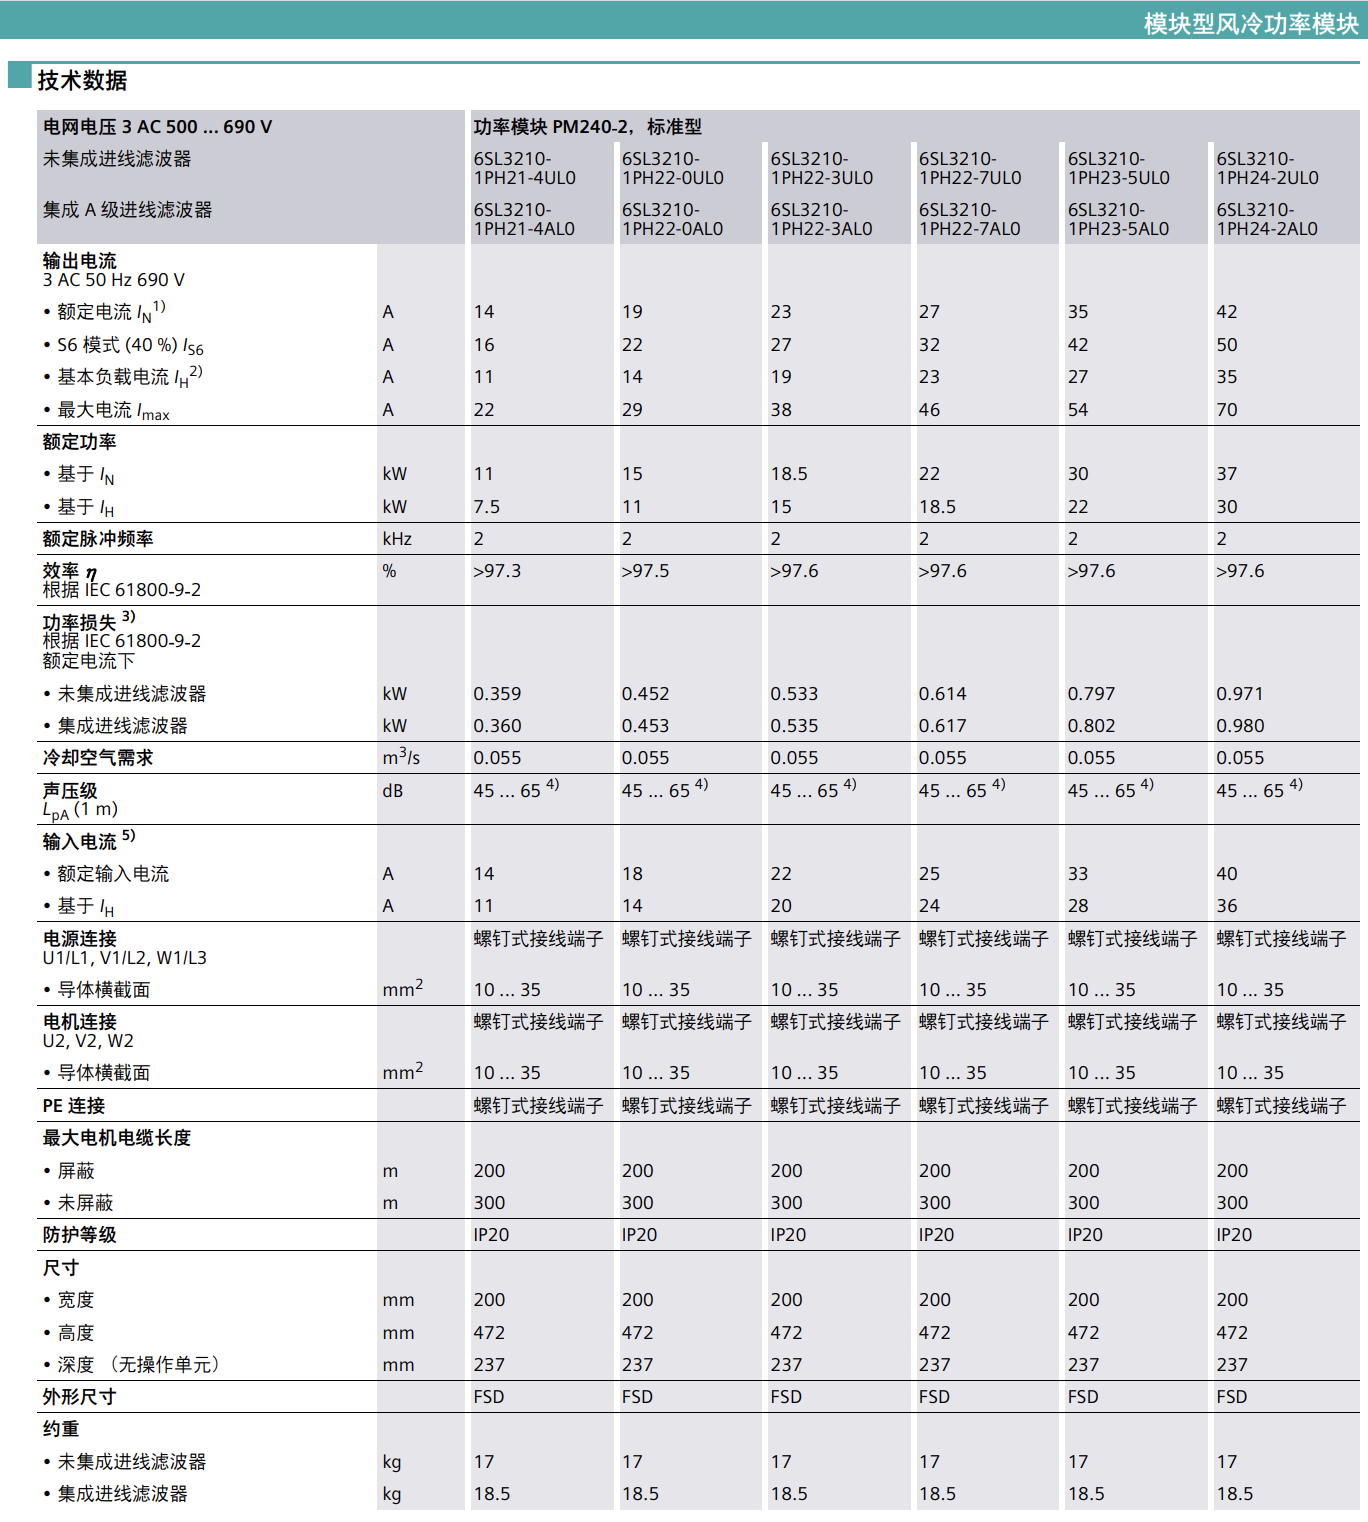 模块型风冷功率模块
技术数据
电网电压 3 AC 500 ... 690 V 功率模块 PM240-2，标准型
未集成进线滤波器 6SL3210-1PH21-4UL0 6SL3210-1PH22-0UL0 6SL3210-1PH22-3UL0 6SL3210-1PH22-7UL0 6SL3210-1PH23-5UL0 6SL3210-1PH24-2UL0
集成 A 级进线滤波器 6SL3210-1PH21-4AL0 6SL3210-1PH22-0AL0 6SL3210-1PH22-3AL0 6SL3210-1PH22-7AL0 6SL3210-1PH23-5AL0 6SL3210-1PH24-2AL0
输出电流
3 AC 50 Hz 690 V
• 额定电流 IN1) A 14 19 23 27 35 42
• S6 模式 (40 %) IS6 A 16 22 27 32 42 50
• 基本负载电流 IH2) A 11 14 19 23 27 35
• 最大电流 Imax A 22 29 38 46 54 70
额定功率
• 基于 IN kW 11 15 18.5 22 30 37
• 基于 IH kW 7.5 11 15 18.5 22 30
额定脉冲频率 kHz 2 2 2 2 2 2
效率 η % >97.3 >97.5 >97.6 >97.6 >97.6 >97.6
根据 IEC 61800-9-2
功率损失 3)
根据 IEC 61800-9-2
额定电流下
• 未集成进线滤波器 kW 0.359 0.452 0.533 0.614 0.797 0.971
• 集成进线滤波器 kW 0.360 0.453 0.535 0.617 0.802 0.980
冷却空气需求 m3/s 0.055 0.055 0.055 0.055 0.055 0.055
声压级 dB 45 ... 65 4) 45 ... 65 4) 45 ... 65 4) 45 ... 65 4) 45 ... 65 4) 45 ... 65 4)
LpA (1 m)
输入电流 5)
• 额定输入电流 A 14 18 22 25 33 40
• 基于 IH A 11 14 20 24 28 36
电源连接 螺钉式接线端子 螺钉式接线端子 螺钉式接线端子 螺钉式接线端子 螺钉式接线端子 螺钉式接线端子
U1/L1, V1/L2, W1/L3
• 导体横截面 mm2 10 ... 35 10 ... 35 10 ... 35 10 ... 35 10 ... 35 10 ... 35
电机连接 螺钉式接线端子 螺钉式接线端子 螺钉式接线端子 螺钉式接线端子 螺钉式接线端子 螺钉式接线端子
U2, V2, W2
• 导体横截面 mm2 10 ... 35 10 ... 35 10 ... 35 10 ... 35 10 ... 35 10 ... 35
PE 连接 螺钉式接线端子 螺钉式接线端子 螺钉式接线端子 螺钉式接线端子 螺钉式接线端子 螺钉式接线端子
最大电机电缆长度
• 屏蔽 m 200 200 200 200 200 200
• 未屏蔽 m 300 300 300 300 300 300
防护等级 IP20 IP20 IP20 IP20 IP20 IP20
尺寸
• 宽度 mm 200 200 200 200 200 200
• 高度 mm 472 472 472 472 472 472
• 深度 （无操作单元） mm 237 237 237 237 237 237
外形尺寸 FSD FSD FSD FSD FSD FSD
约重
• 未集成进线滤波器 kg 17 17 17 17 17 17
• 集成进线滤波器 kg 18.5 18.5 18.5 18.5 18.5 18.5